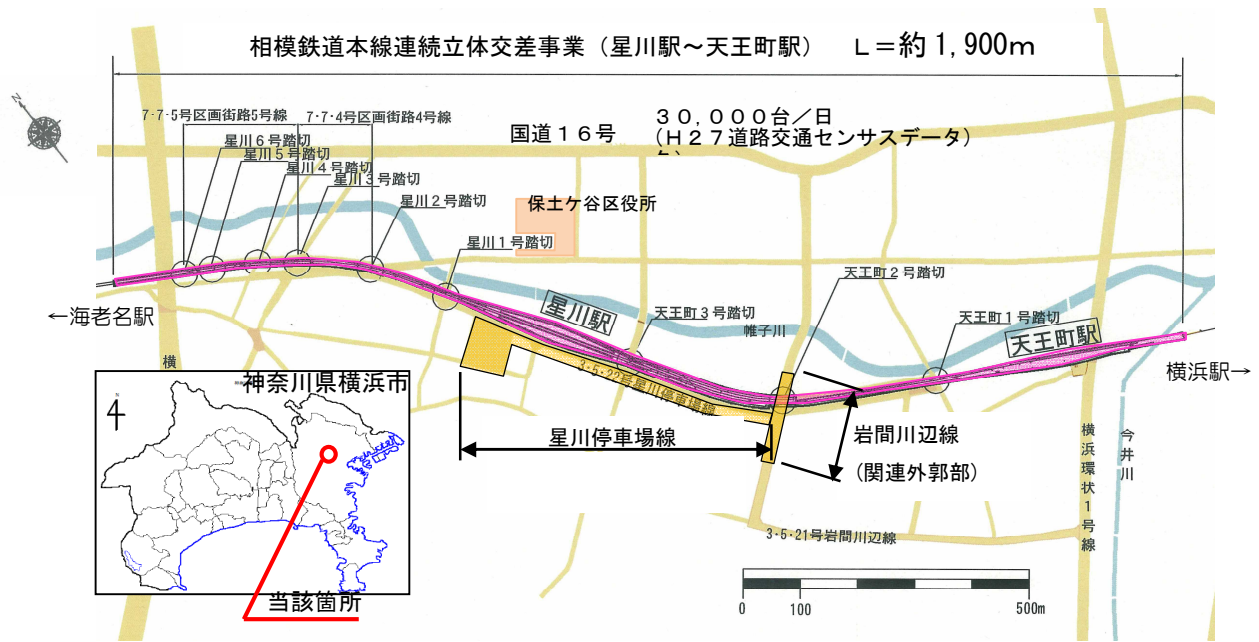 相模鉄道本線連続立体交差事業（星川駅～天王町駅）　Ｌ＝約１,９００ｍ
7・7・5号区画街路5号線
7・7・4号区画街路4号線
国道１６号
３０,０００台／日
（Ｈ２７道路交通センサスデータ）
星川６号踏切
星川５号踏切
星川４号踏切
星川３号踏切
星川２号踏切
星川１号踏切
保土ケ谷区役所
星川駅
天王町３号踏切
天王町２号踏切
帷子川
天王町１号踏切
天王町駅
←海老名駅
横浜駅→
横
3・5・22号星川停車場線
星川停車場線
岩間川辺線
（関連外郭部）
横浜環状１号線
今井川
3・5・21号岩間川辺線
神奈川県横浜市
4
当該箇所
0
100
500m